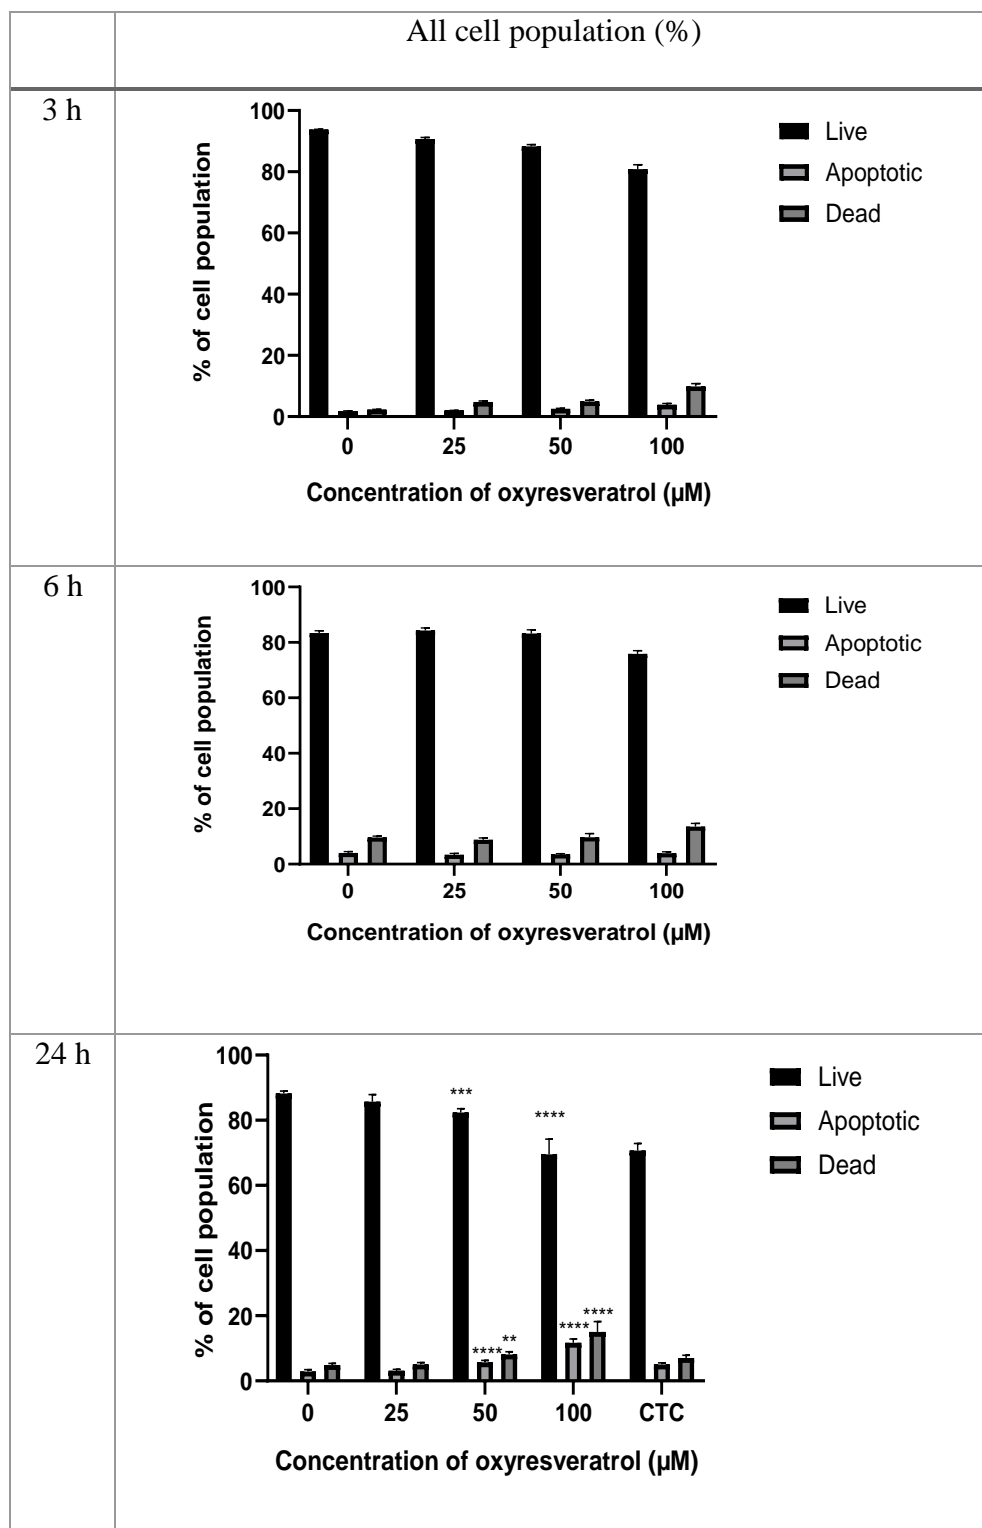 All cell population (%)
3 h
100
80
60
40
20
0
% of cell population
0 25 50 100
Concentration of oxyresveratrol (µM)
Live
Apoptotic
Dead
6 h
100
80
60
40
20
0
% of cell population
0 25 50 100
Concentration of oxyresveratrol (µM)
Live
Apoptotic
Dead
24 h
100
80
60
40
20
0
% of cell population
***
****
**** **
**** ****
0 25 50 100 CTC
Concentration of oxyresveratrol (µM)
Live
Apoptotic
Dead